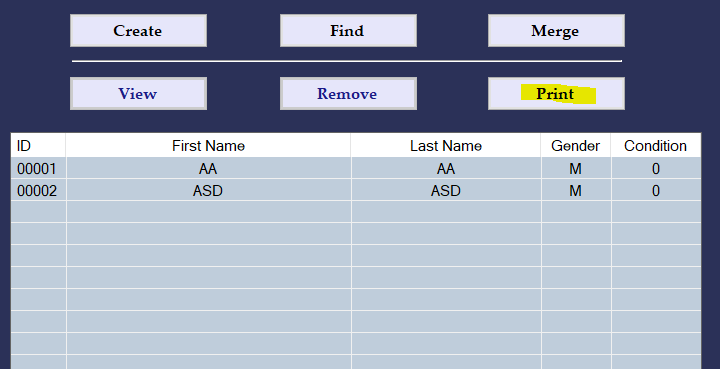 Create Find Merge
View Remove Print
ID First Name Last Name Gender Condition
00001 AA AA M 0
00002 ASD ASD M 0